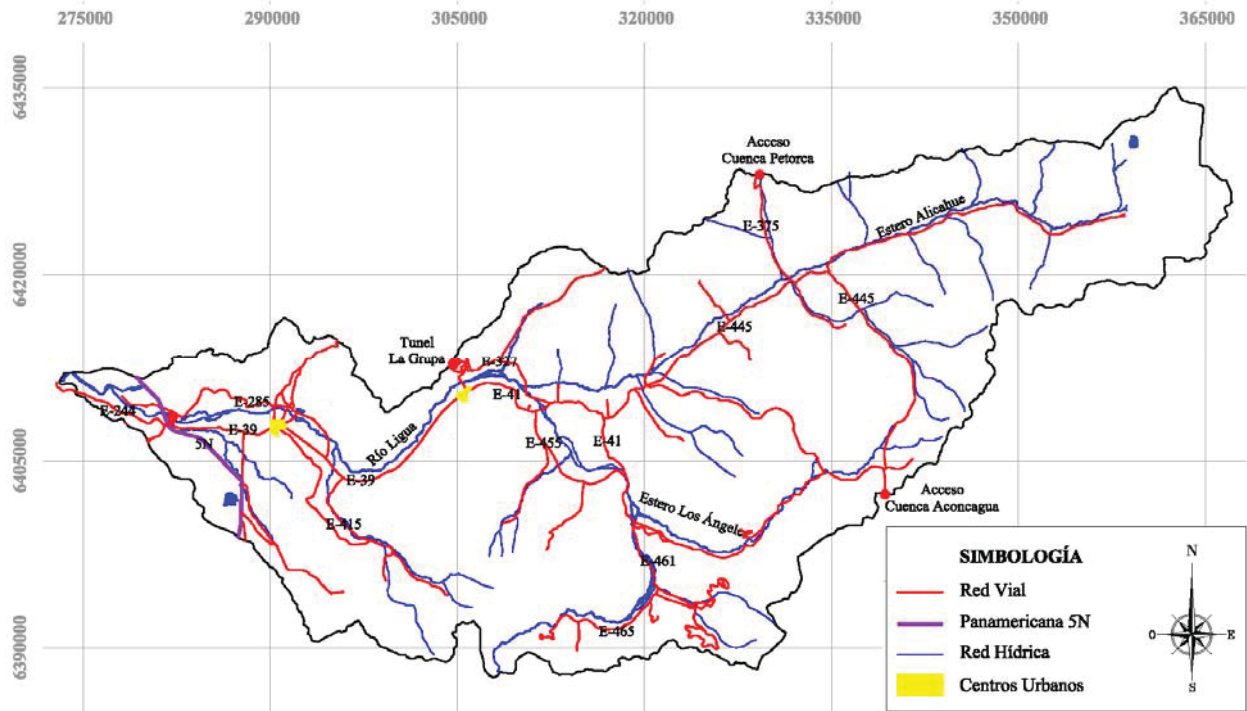 275000
290000
305000
320000
335000
350000
365000
6435000
6420000
6405000
6390000
Acceso
Cuenca Petorca
E-375
Estero Alicahue
E-445
E-445
Tunel
La Grupa
E-327
E-41
E-285
E-244
E-39
5N
Río Ligua
E-455
E-41
E-39
Acceso
Cuenca Aconcagua
Estero Los Ángele
E-415
E-461
E-465
SIMBOLOGÍA
Red Vial
Panamericana 5N
Red Hídrica
Centros Urbanos
N
O
E
S